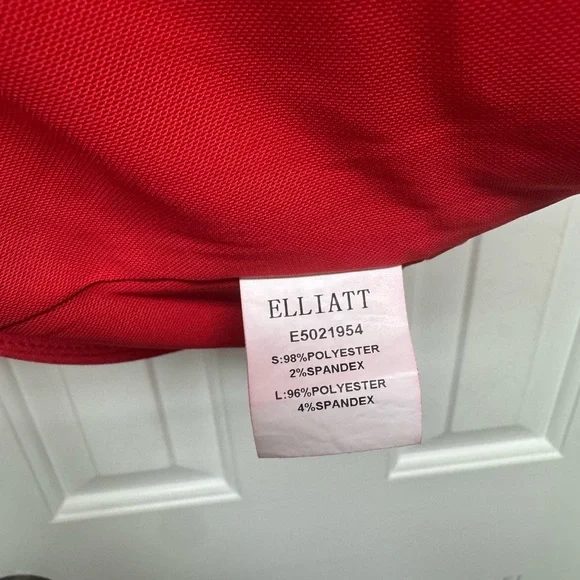 ELLIATT
E5021954
S:98%POLYESTER
2%SPANDEX
L:96%POLYESTER
4%SPANDEX